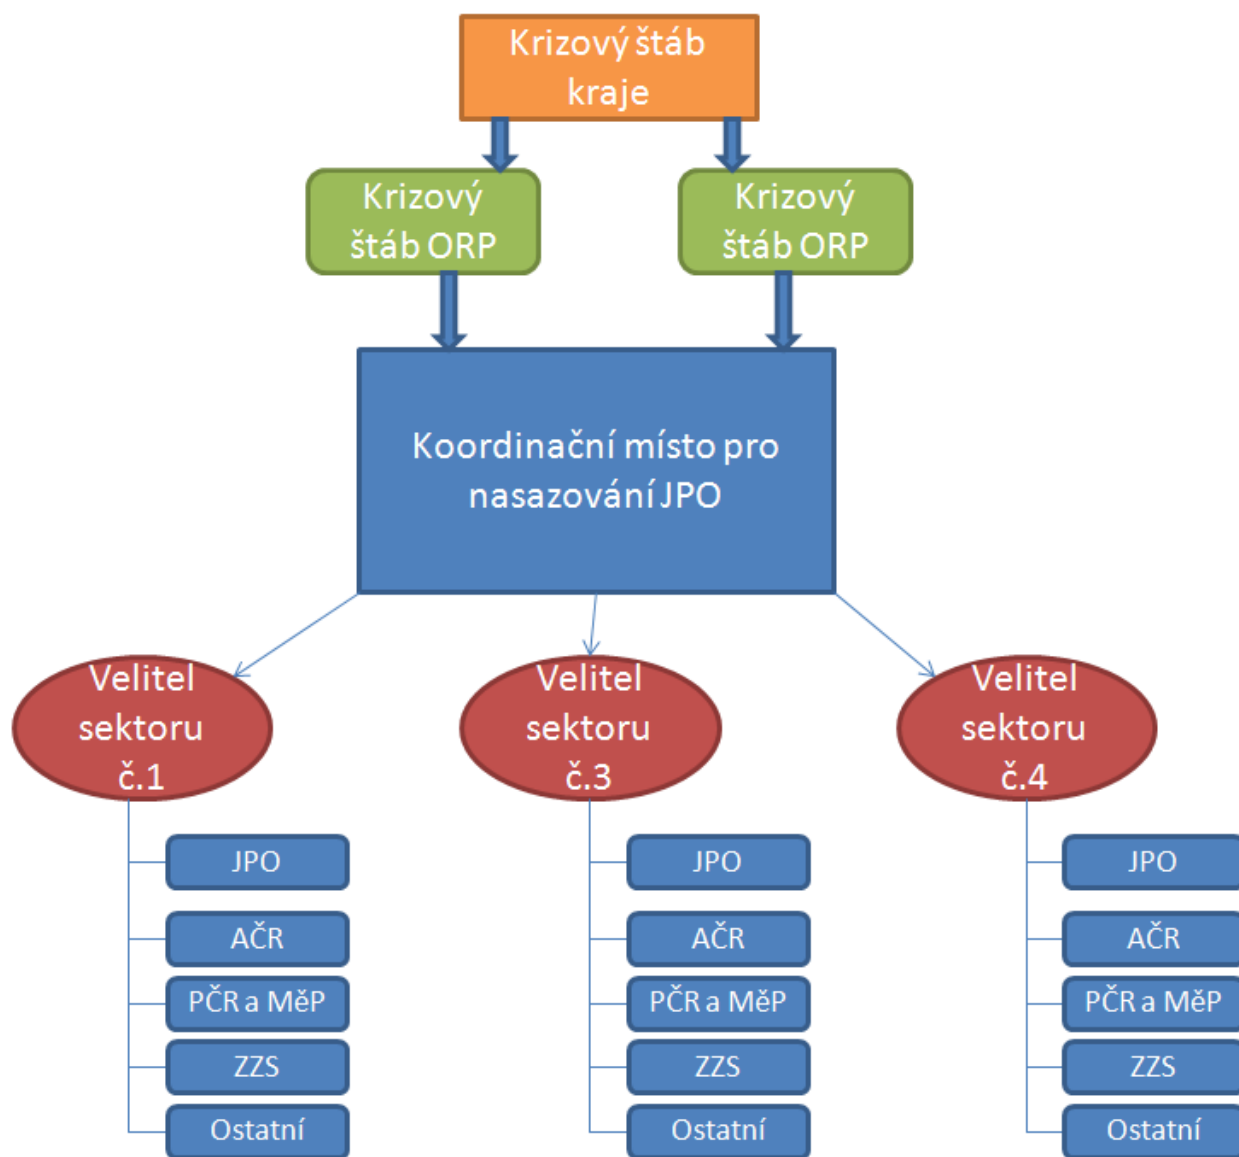 Krizový štáb
kraje
Krizový
štáb ORP
Krizový
štáb ORP
Koordinační místo pro
nasazování JPO
Velitel
sektoru
č.1
Velitel
sektoru
č.3
Velitel
sektoru
č.4
JPO
AČR
PČR a MěP
ZZS
Ostatní
JPO
AČR
PČR a MěP
ZZS
Ostatní
JPO
AČR
PČR a MěP
ZZS
Ostatní